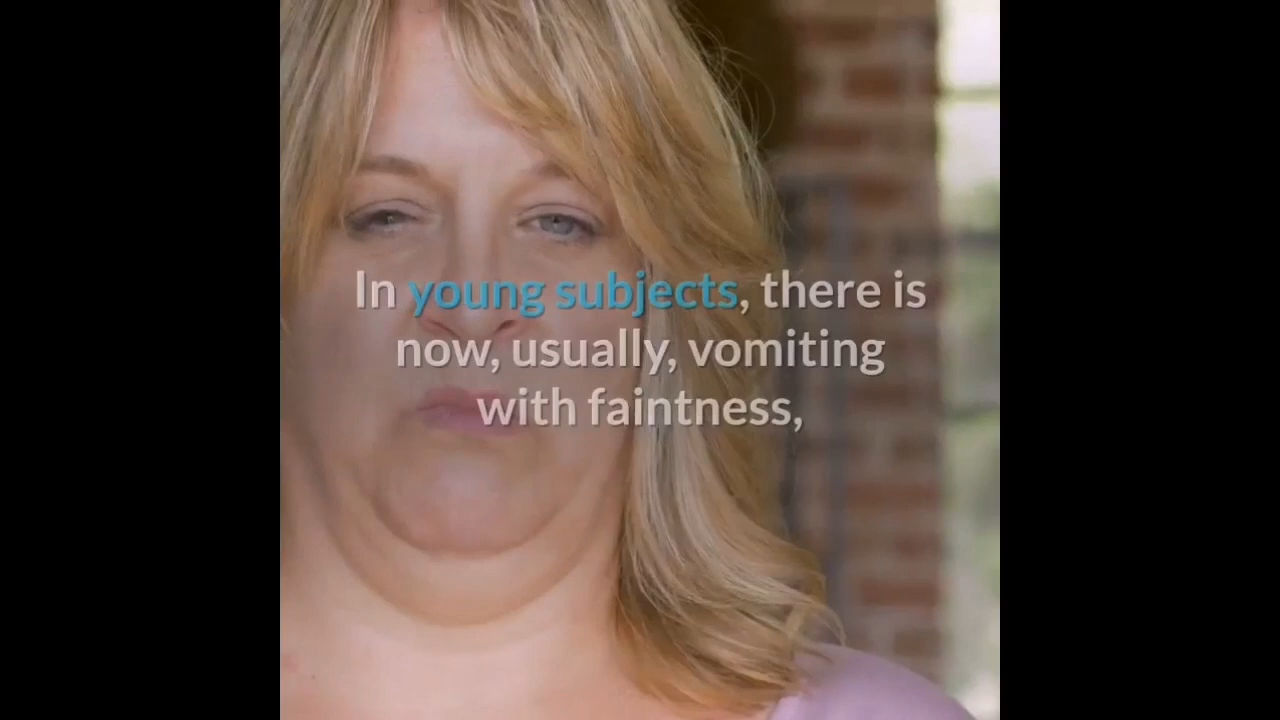 In young subjects, there is
now, usually, vomiting
with faintness,